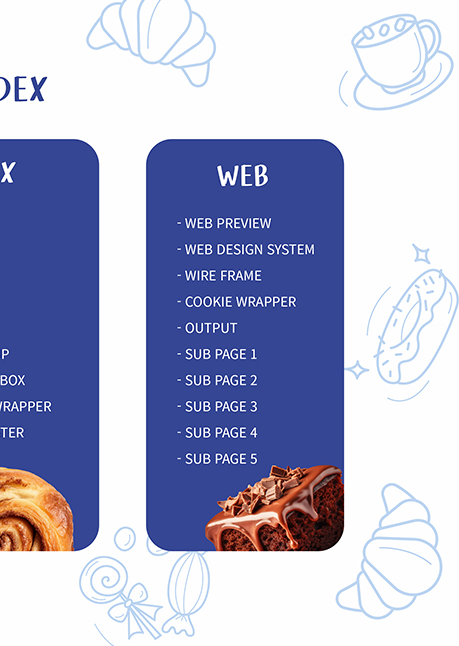 DEX
X
P
BOX
WRAPPER
TER
WEB
- WEB PREVIEW
- WEB DESIGN SYSTEM
- WIRE FRAME
- COOKIE WRAPPER
- OUTPUT
- SUB PAGE 1
- SUB PAGE 2
- SUB PAGE 3
- SUB PAGE 4
- SUB PAGE 5